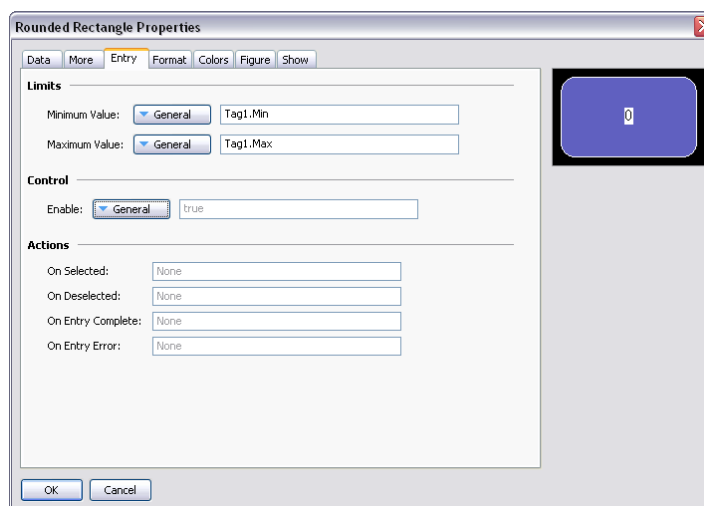 Rounded Rectangle Properties
Data More Entry Format Colors Figure Show
Limits
Minimum Value: General Tag1.Min
Maximum Value: General Tag1.Max
Control
Enable: General true
Actions
On Selected: None
On Deselected: None
On Entry Complete: None
On Entry Error: None
OK Cancel
0